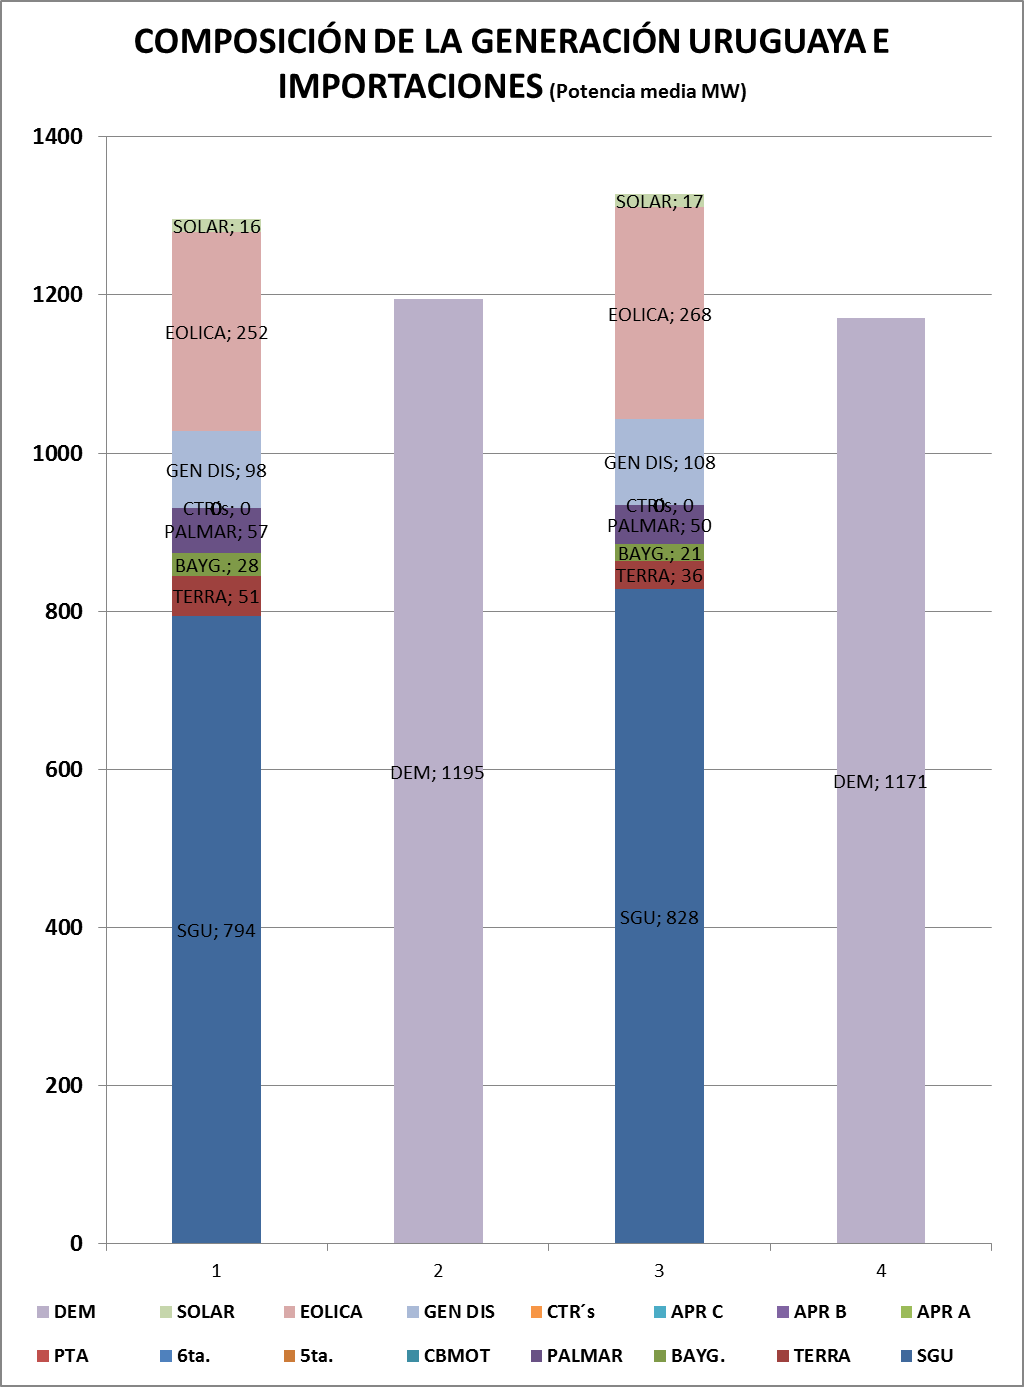 COMPOSICIÓN DE LA GENERACIÓN URUGUAYA E
IMPORTACIONES (Potencia media MW)
1400
1200
1000
800
600
400
200
0
SOLAR; 16
EOLICA; 252
GEN DIS; 98
CTR´s; 0
0
PALMAR; 57
BAYG.; 28
TERRA; 51
SGU; 794
DEM; 1195
SOLAR; 17
EOLICA; 268
GEN DIS; 108
CTR´s; 0
0
PALMAR; 50
BAYG.; 21
TERRA; 36
SGU; 828
DEM; 1171
1 2 3 4
DEM SOLAR EOLICA GEN DIS CTR´s APR C APR B APR A
PTA 6ta. 5ta. CBMOT PALMAR BAYG. TERRA SGU